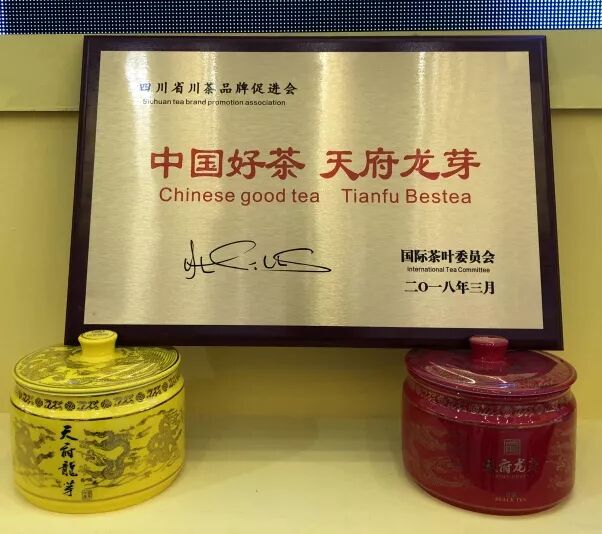 四川省川茶品牌促进会
Sichuan tea brand promotion association
中国好茶 天府龙芽
Chinese good tea Tianfu Bestea
国际茶叶委员会
International Tea Committee
二〇一八年三月
天府龍芽
天府龙芽
BLACK TEA